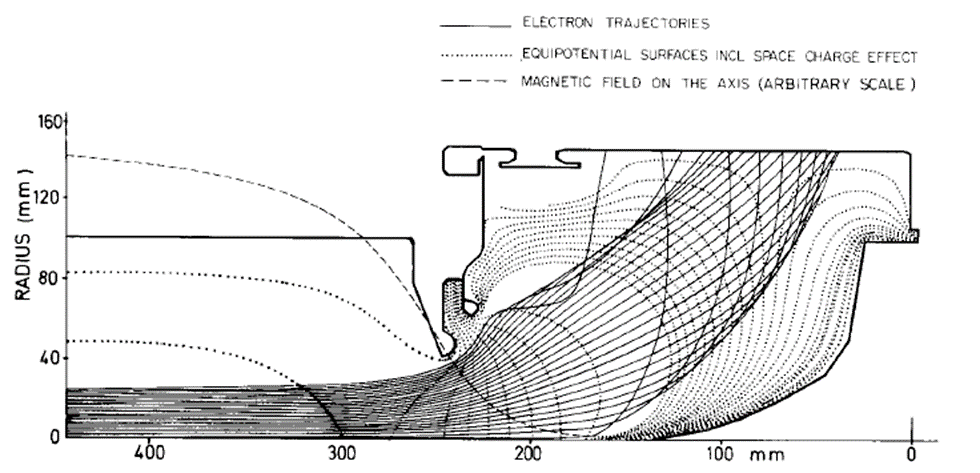 ELECTRON TRAJECTORIES
EQUIPOTENTIAL SURFACES INCL SPACE CHARGE EFFECT
MAGNETIC FIELD ON THE AXIS (ARBITRARY SCALE)
RADIUS (mm)
160
120
80
40
0
400 300 200 100 mm 0